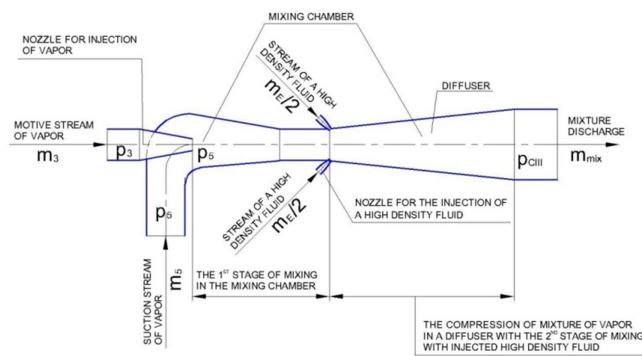 MIXING CHAMBER
NOZZLE FOR INJECTION
OF VAPOR
STREAM OF A HIGH
DENSITY FLUID
mE/2
DIFFUSER
MOTIVE STREAM
OF VAPOR
MIXTURE
DISCHARGE
m3
p3
p5
pCIII
mmix
p5
STREAM OF A HIGH
DENSITY FLUID
mE/2
NOZZLE FOR THE INJECTION OF
A HIGH DENSITY FLUID
SUCTION STREAM
OF VAPOR
m5
THE 1ST STAGE OF MIXING
IN THE MIXING CHAMBER
THE COMPRESSION OF MIXTURE OF VAPOR
IN A DIFFUSER WITH THE 2ND STAGE OF MIXING
WITH INJECTED HIGH DENSITY FLUID